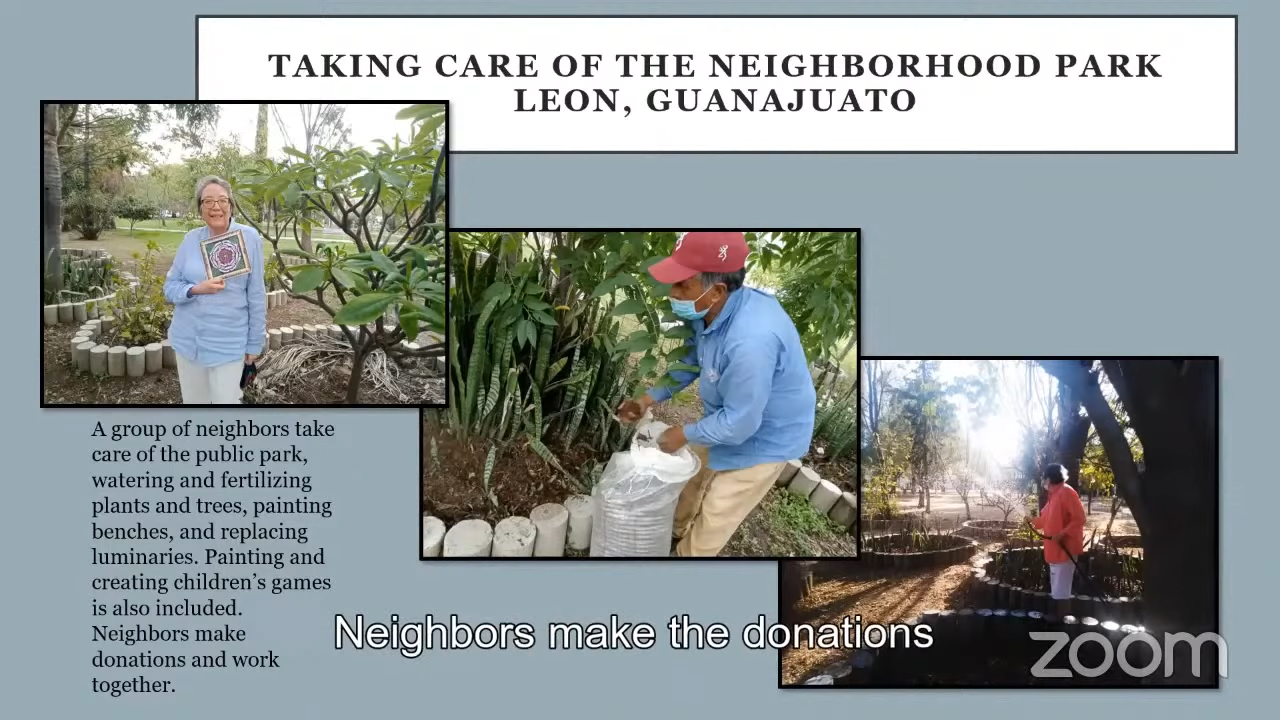 TAKING CARE OF THE NEIGHBORHOOD PARK
LEON, GUANAJUATO
A group of neighbors take
care of the public park,
watering and fertilizing
plants and trees, painting
benches, and replacing
luminaries. Painting and
creating children’s games
is also included.
Neighbors make
donations and work
together.
Neighbors make the donations
zoom